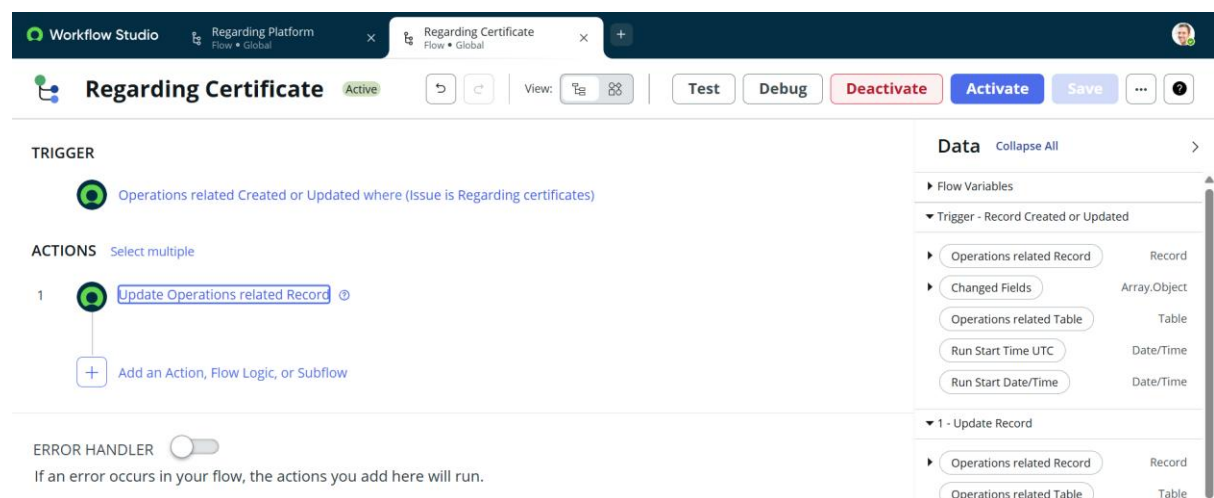 Workflow Studio
Regarding Platform
Flow • Global
Regarding Certificate
Flow • Global
Regarding Certificate Active View: Test Debug Deactivate Activate Save
TRIGGER
Operations related Created or Updated where (Issue is Regarding certificates)
ACTIONS Select multiple
1 Update Operations related Record
Add an Action, Flow Logic, or Subflow
ERROR HANDLER
If an error occurs in your flow, the actions you add here will run.
Data Collapse All
Flow Variables
Trigger - Record Created or Updated
Operations related Record Record
Changed Fields Array.Object
Operations related Table Table
Run Start Time UTC Date/Time
Run Start Date/Time Date/Time
1 - Update Record
Operations related Record Record
Operations related Table Table